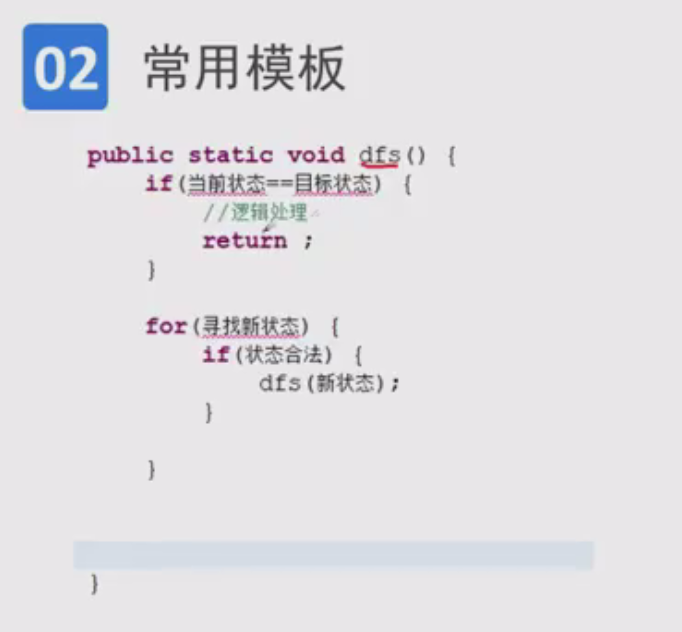 02 常用模板
public static void dfs() {
if(当前状态==目标状态) {
//逻辑处理
return ;
}
for(寻找新状态) {
if(状态合法) {
dfs(新状态);
}
}
}